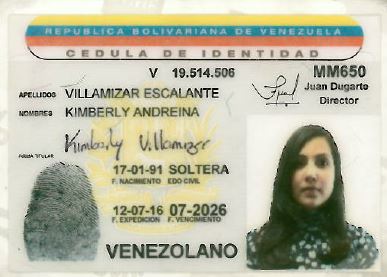 REPUBLICA BOLIVARIANA DE VENEZUELA
CEDULA DE IDENTIDAD
V 19.514.506 MM650
APELLIDOS VILLAMIZAR ESCALANTE Juan Dugarte
Director
NOMBRES KIMBERLY ANDREINA
Kimberly Villamizar
FIRMA TITULAR
17-01-91 SOLTERA
F. NACIMIENTO EDO CIVIL
12-07-16 07-2026
F. EXPEDICION F. VENCIMIENTO
VENEZOLANO